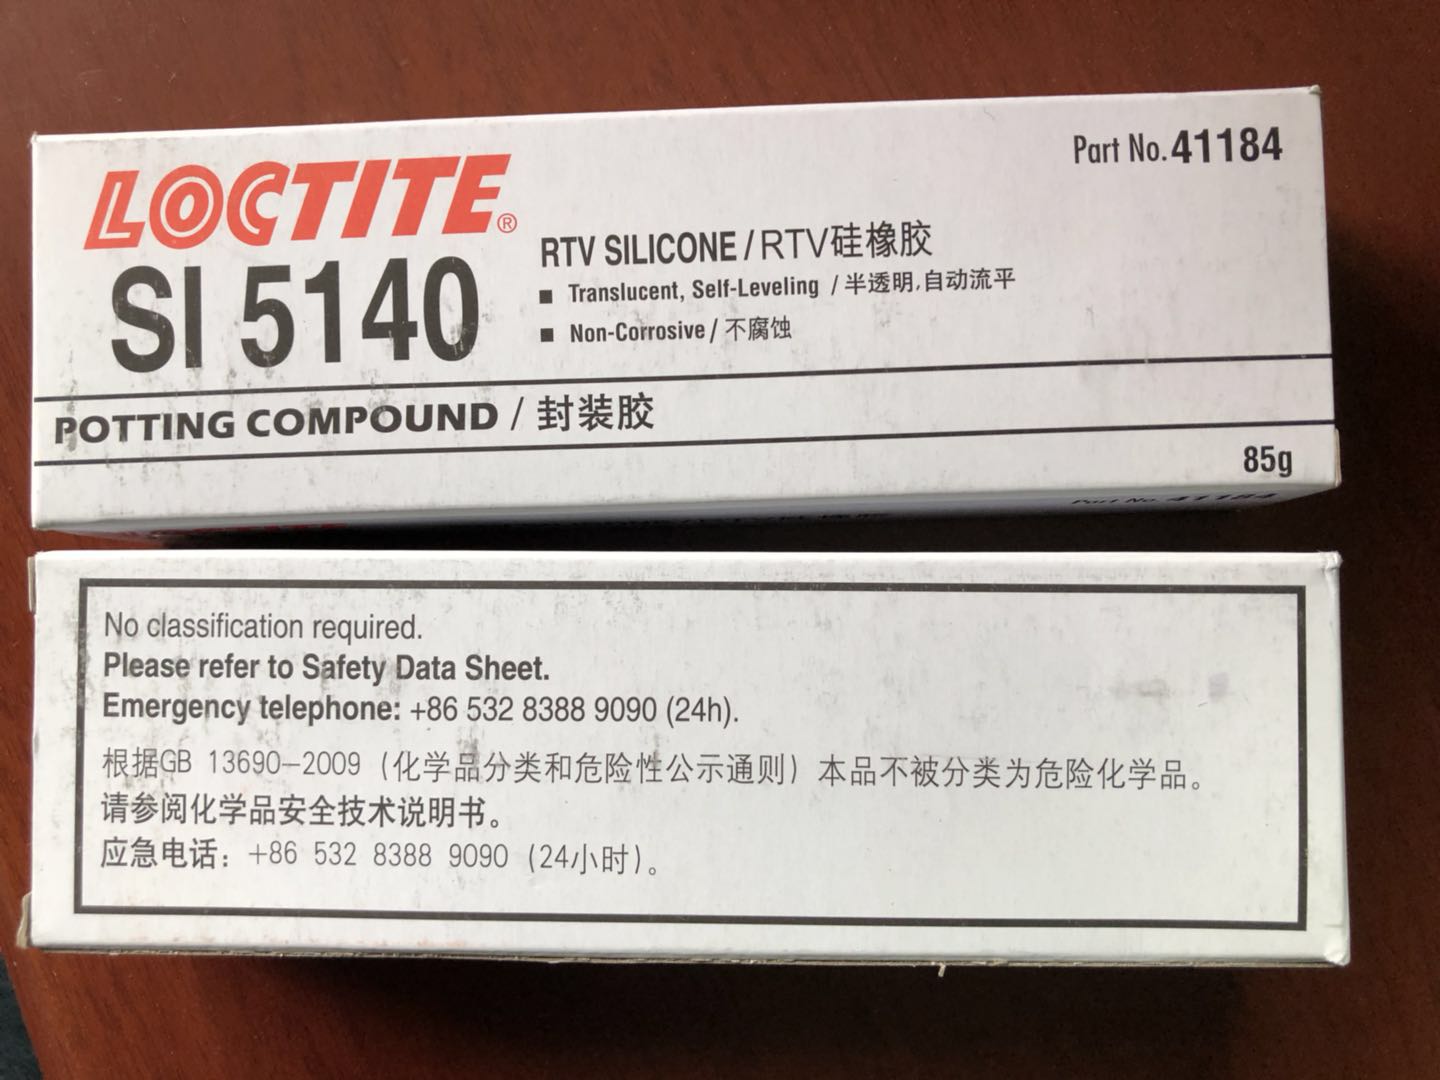 LOCTITE®
Part No. 41184
SI 5140
RTV SILICONE / RTV硅橡胶
■ Translucent, Self-Leveling / 半透明,自动流平
■ Non-Corrosive / 不腐蚀
POTTING COMPOUND / 封装胶
85g
LOCTITE
Part No. 41184
No classification required.
Please refer to Safety Data Sheet.
Emergency telephone: +86 532 8388 9090 (24h).
根据GB 13690-2009 (化学品分类和危险性公示通则) 本品不被分类为危险化学品。
请参阅化学品安全技术说明书。
应急电话: +86 532 8388 9090 (24小时)。